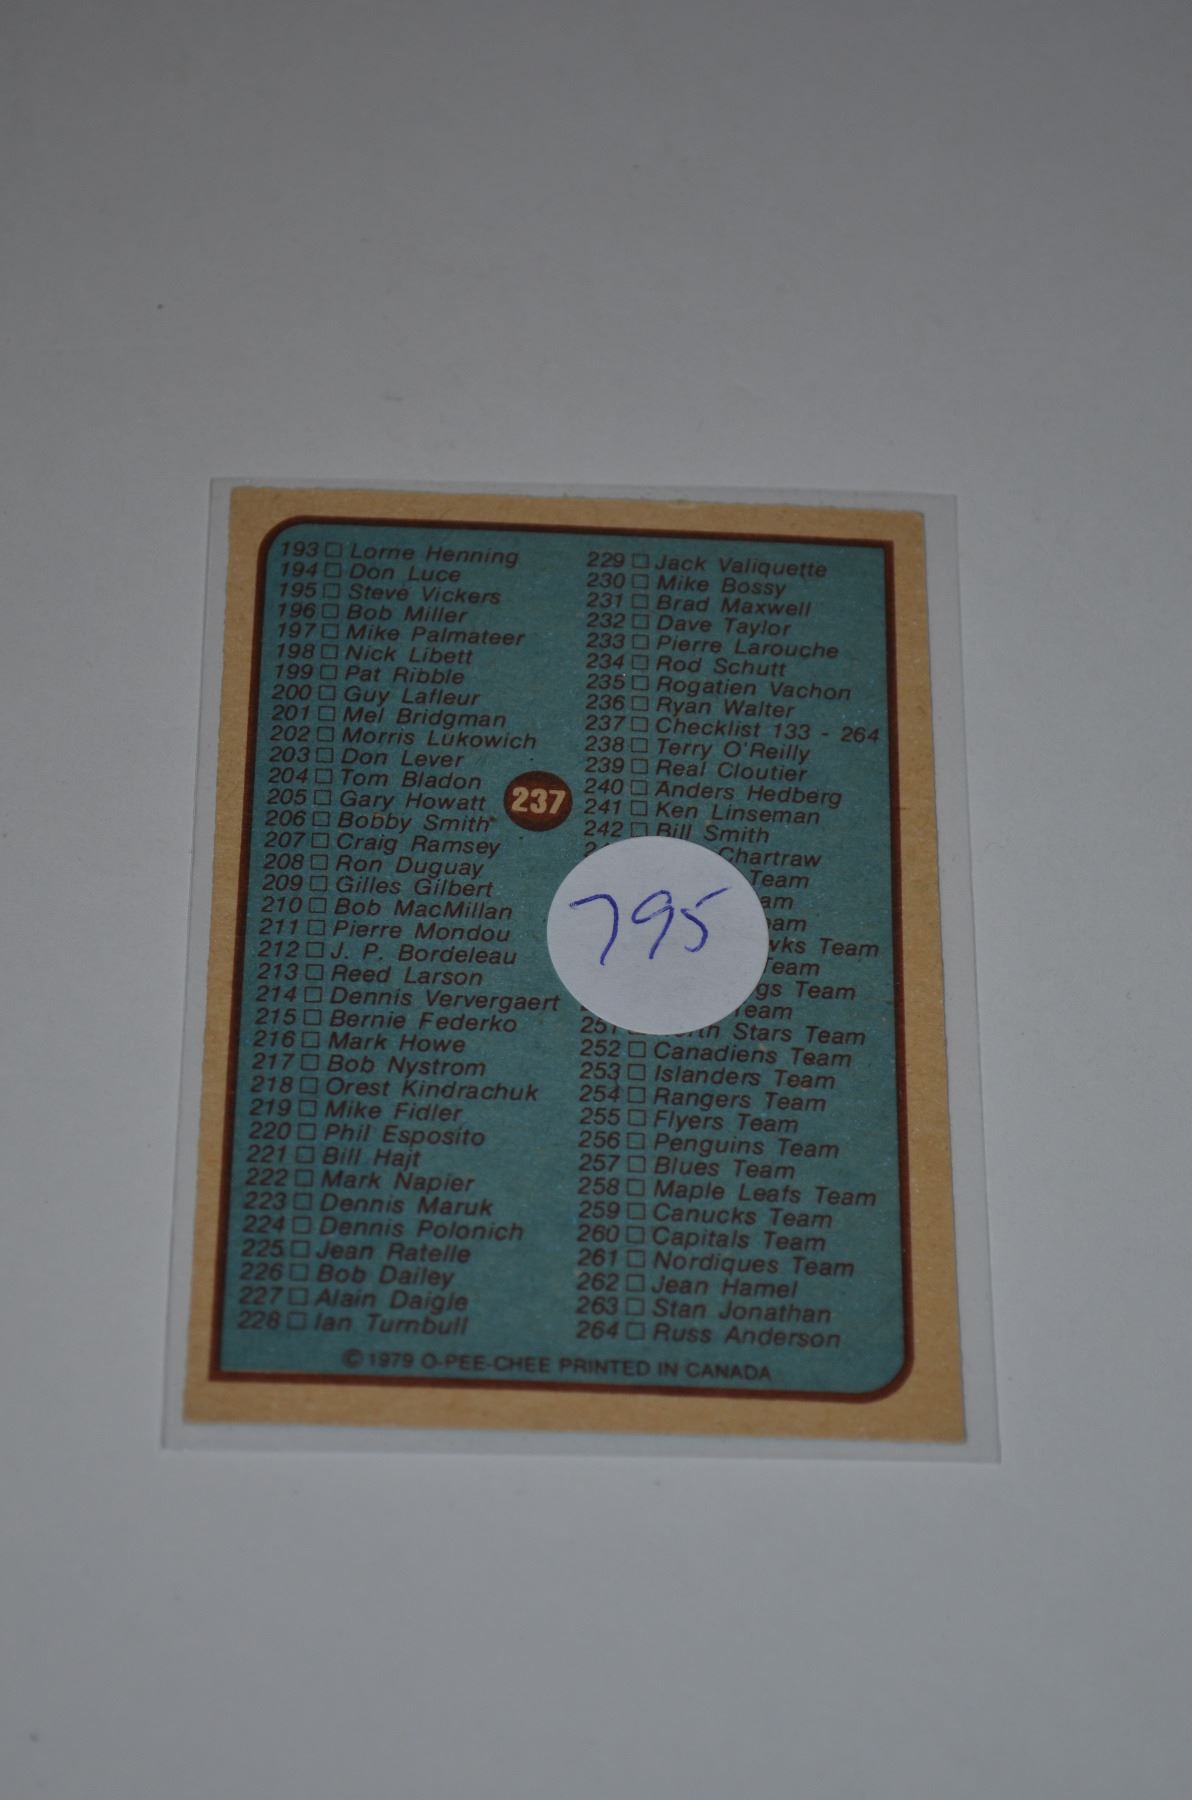 193 Lorne Henning
194 Don Luce
195 Steve Vickers
196 Bob Miller
197 Mike Palmateer
198 Nick Libett
199 Pat Ribble
200 Guy Lafleur
201 Mel Bridgman
202 Morris Lukowich
203 Don Lever
204 Tom Bladon
205 Gary Howatt
206 Bobby Smith
207 Craig Ramsey
208 Ron Duguay
209 Gilles Gilbert
210 Bob MacMillan
211 Pierre Mondou
212 J. P. Bordeleau
213 Reed Larson
214 Dennis Ververgaert
215 Bernie Federko
216 Mark Howe
217 Bob Nystrom
218 Orest Kindrachuk
219 Mike Fidler
220 Phil Esposito
221 Bill Hajt
222 Mark Napier
223 Dennis Maruk
224 Dennis Polonich
225 Jean Ratelle
226 Bob Dailey
227 Alain Daigle
228 Ian Turnbull
237
229 Jack Valiquette
230 Mike Bossy
231 Brad Maxwell
232 Dave Taylor
233 Pierre Larouche
234 Rod Schutt
235 Rogatien Vachon
236 Ryan Walter
237 Checklist 133 - 264
238 Terry O'Reilly
239 Real Cloutier
240 Anders Hedberg
241 Ken Linseman
242 Bill Smith
Chartraw
Team
Team
Team
Team
251 Stars Team
252 Canadiens Team
253 Islanders Team
254 Rangers Team
255 Flyers Team
256 Penguins Team
257 Blues Team
258 Maple Leafs Team
259 Canucks Team
260 Capitals Team
261 Nordiques Team
262 Jean Hamel
263 Stan Jonathan
264 Russ Anderson
795
© 1979 O-PEE-CHEE PRINTED IN CANADA